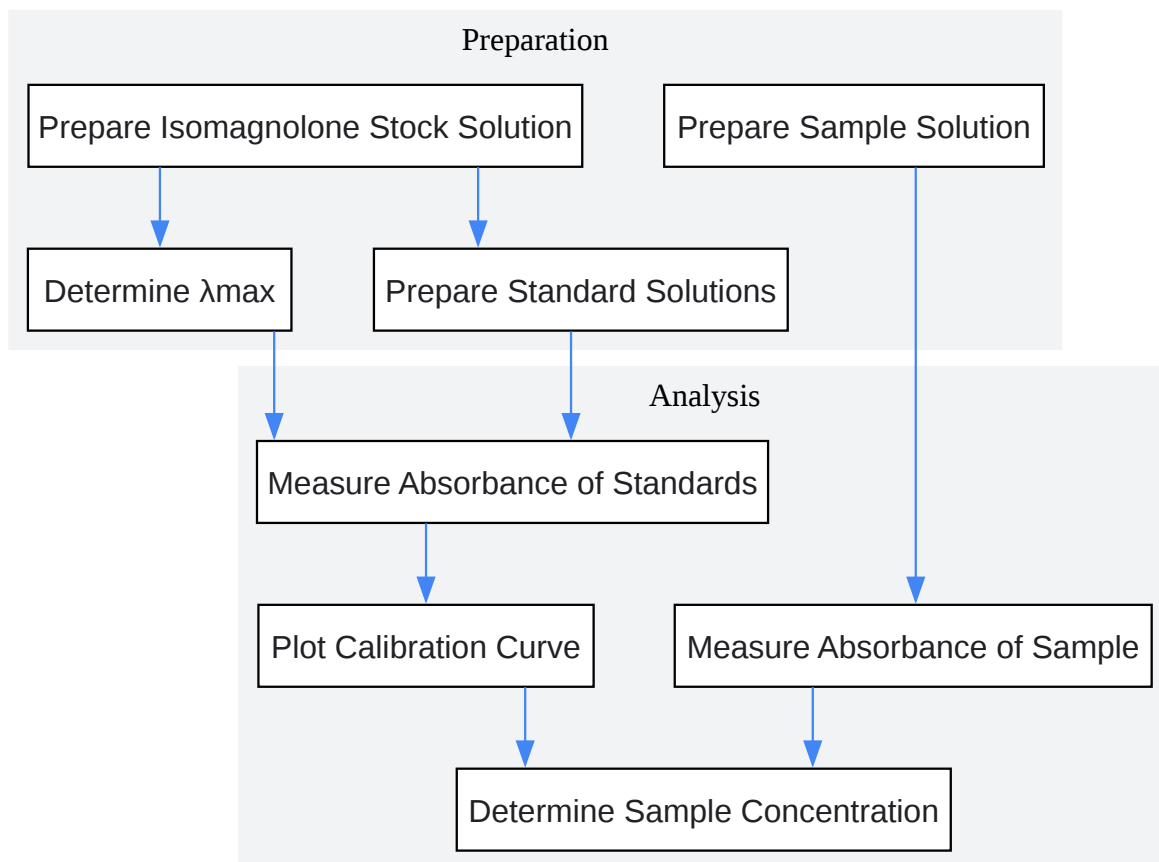 Preparation
Prepare Isomagnolone Stock Solution
Prepare Sample Solution
Determine λmax
Prepare Standard Solutions
Analysis
Measure Absorbance of Standards
Plot Calibration Curve
Measure Absorbance of Sample
Determine Sample Concentration